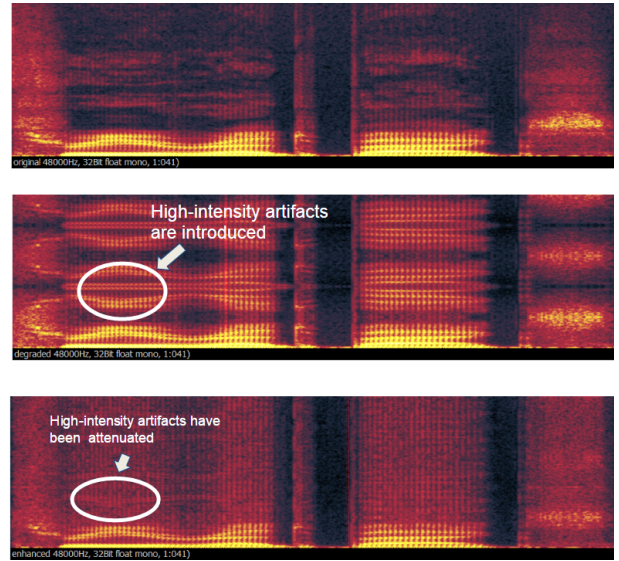 original 48000Hz, 32Bit float mono, 1:041)
High-intensity artifacts
are introduced
degraded 48000Hz, 32Bit float mono, 1:041)
High-intensity artifacts have
been attenuated
enhanced 48000Hz, 32Bit float mono, 1:041)